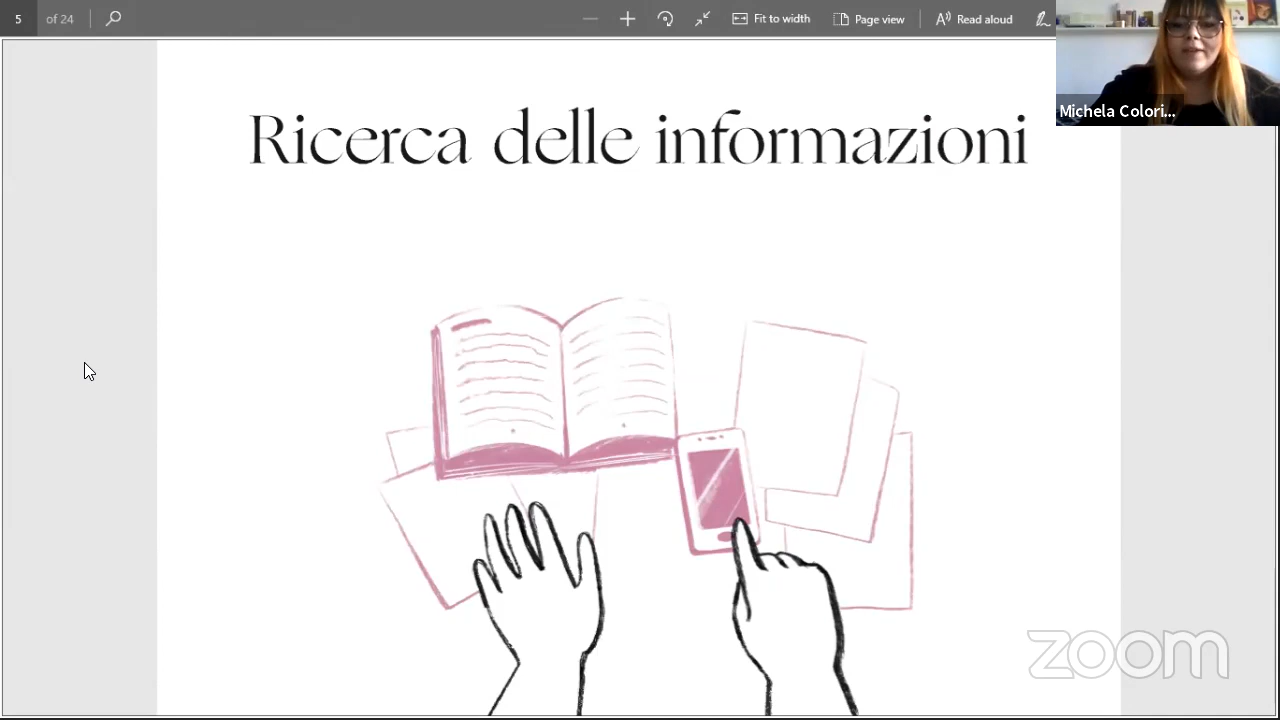 5 of 24 Fit to width Page view Read aloud
Michela Colori...
Ricerca delle informazioni
zoom